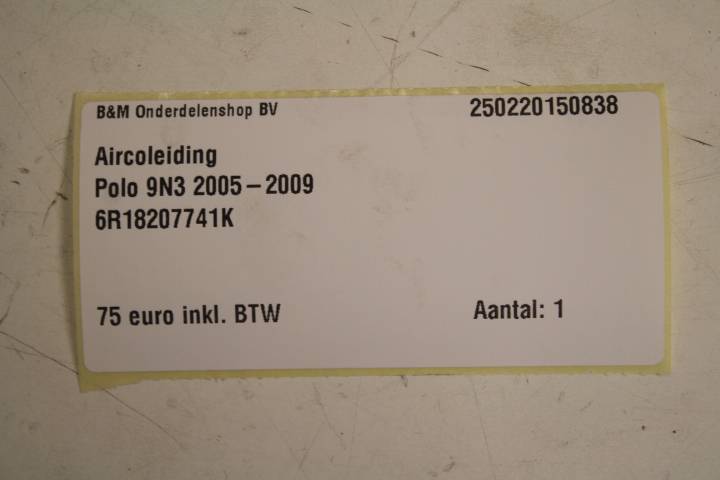 B&M Onderdelenshop BV 250220150838
Aircoleiding
Polo 9N3 2005 – 2009
6R18207741K
75 euro inkl. BTW Aantal: 1